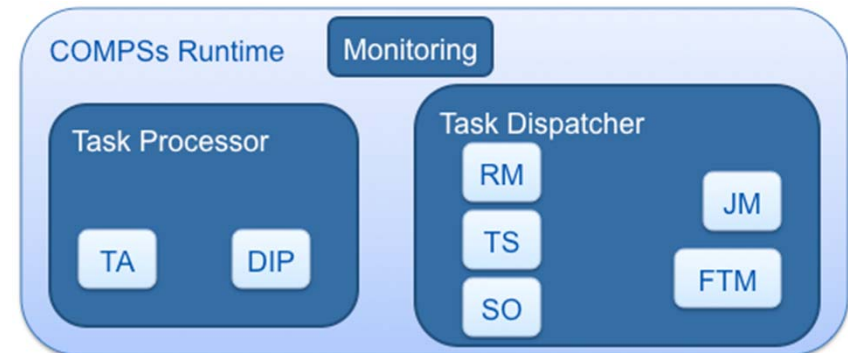 COMPSs Runtime
Monitoring
Task Processor
TA
DIP
Task Dispatcher
RM
TS
SO
JM
FTM